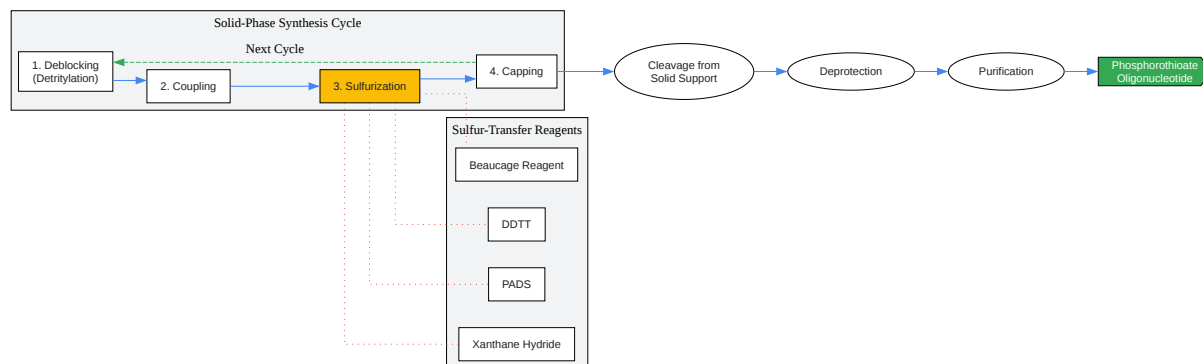 Solid-Phase Synthesis Cycle
Next Cycle
1. Deblocking
(Detritylation)
2. Coupling
3. Sulfurization
4. Capping
Cleavage from
Solid Support
Deprotection
Purification
Phosphorothioate
Oligonucleotide
Sulfur-Transfer Reagents
Beaucage Reagent
DDTT
PADS
Xanthane Hydride